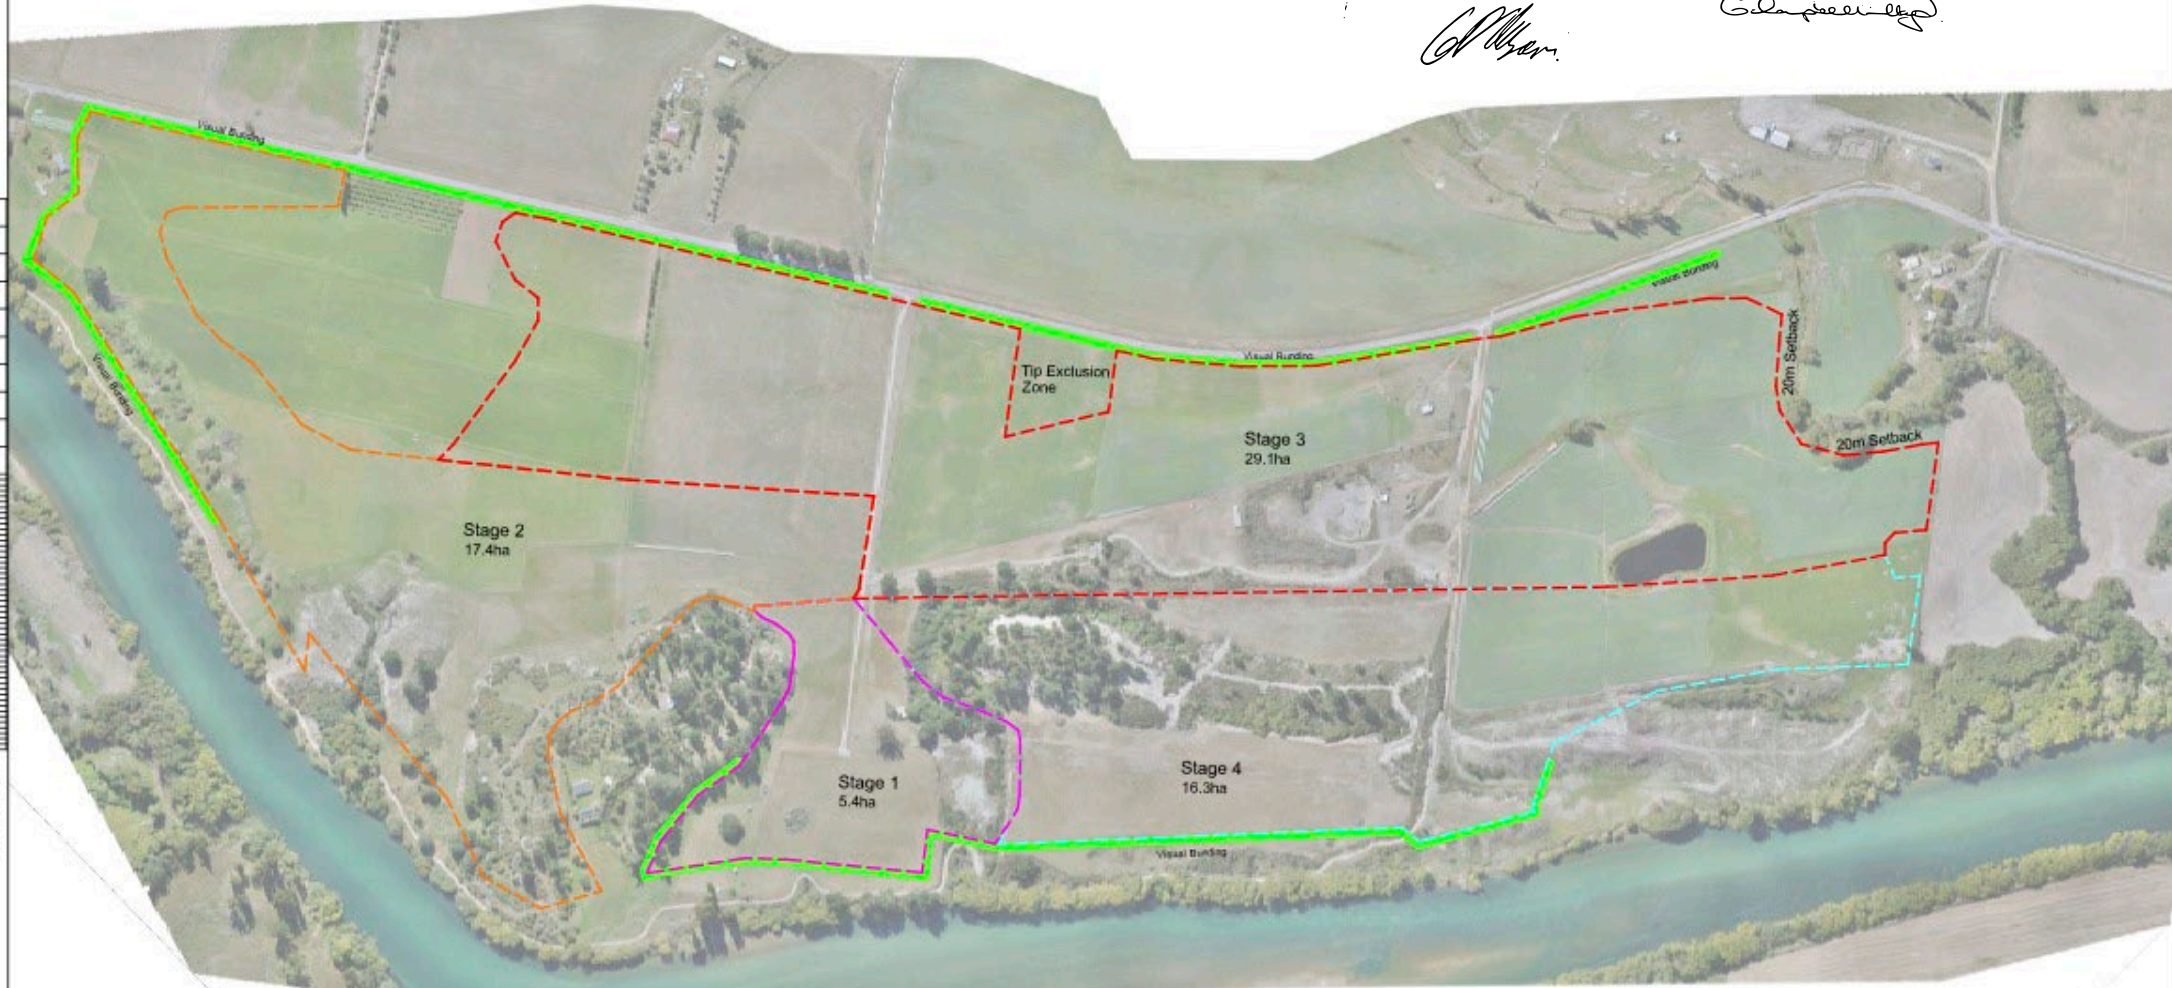 Visual Bunding
Visual Bunding
Visual Bunding
20m Setback
Visual Bunding
Tip Exclusion
Zone
20m Setback
Stage 3
29.1ha
Stage 2
17.4ha
Stage 1
5.4ha
Stage 4
16.3ha
Visual Bunding